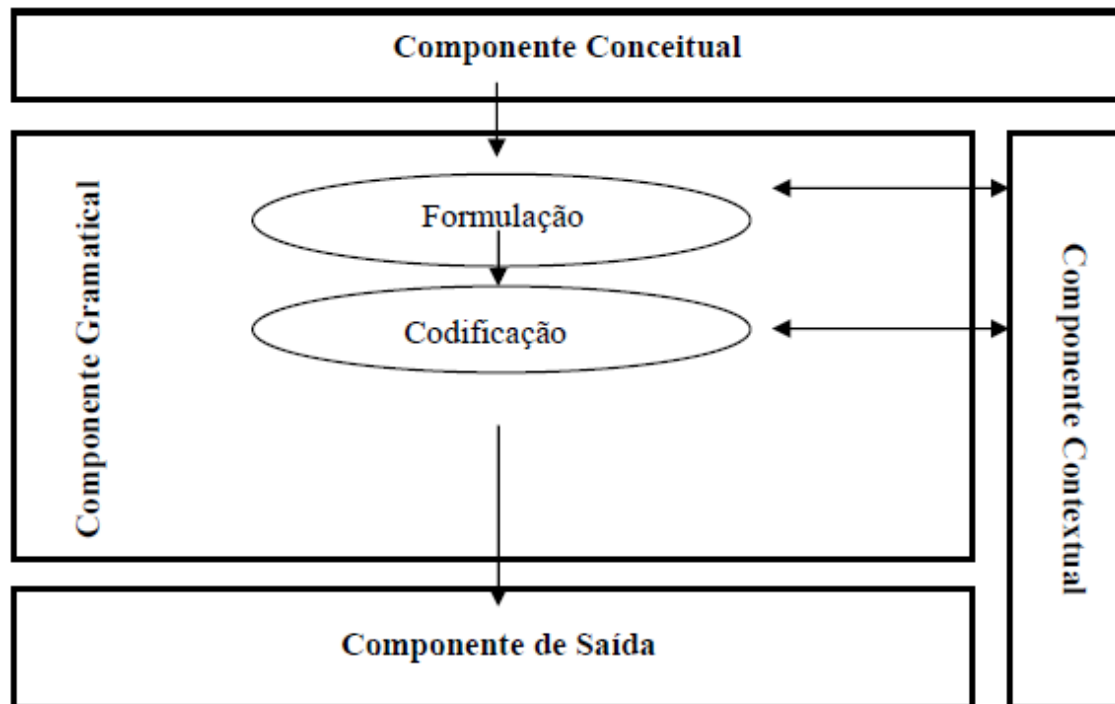 Componente Conceitual
Componente Gramatical
Formulação
Codificação
Componente Contextual
Componente de Saída